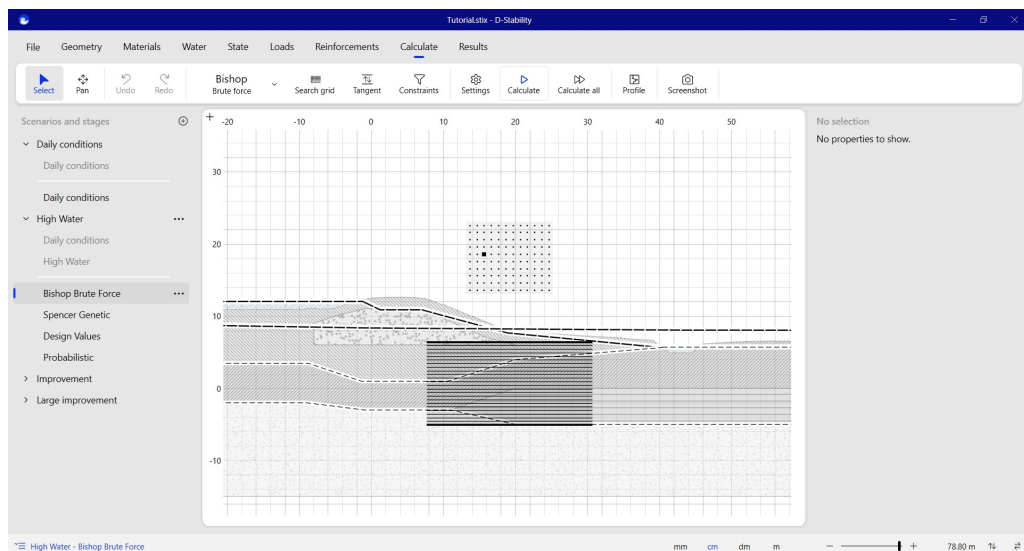 Tutorial.stix - D-Stability
File Geometry Materials Water State Loads Reinforcements Calculate Results
Select Pan Undo Redo Bishop Brute force Search grid Tangent Constraints Settings Calculate Calculate all Profile Screenshot
Scenarios and stages
Daily conditions
Daily conditions
Daily conditions
High Water
Daily conditions
High Water
Bishop Brute Force
Spencer Genetic
Design Values
Probabilistic
Improvement
Large improvement
-20 -10 0 10 20 30 40 50
30
20
10
0
-10
No selection
No properties to show.
High Water - Bishop Brute Force
mm cm dm m
78.80 m